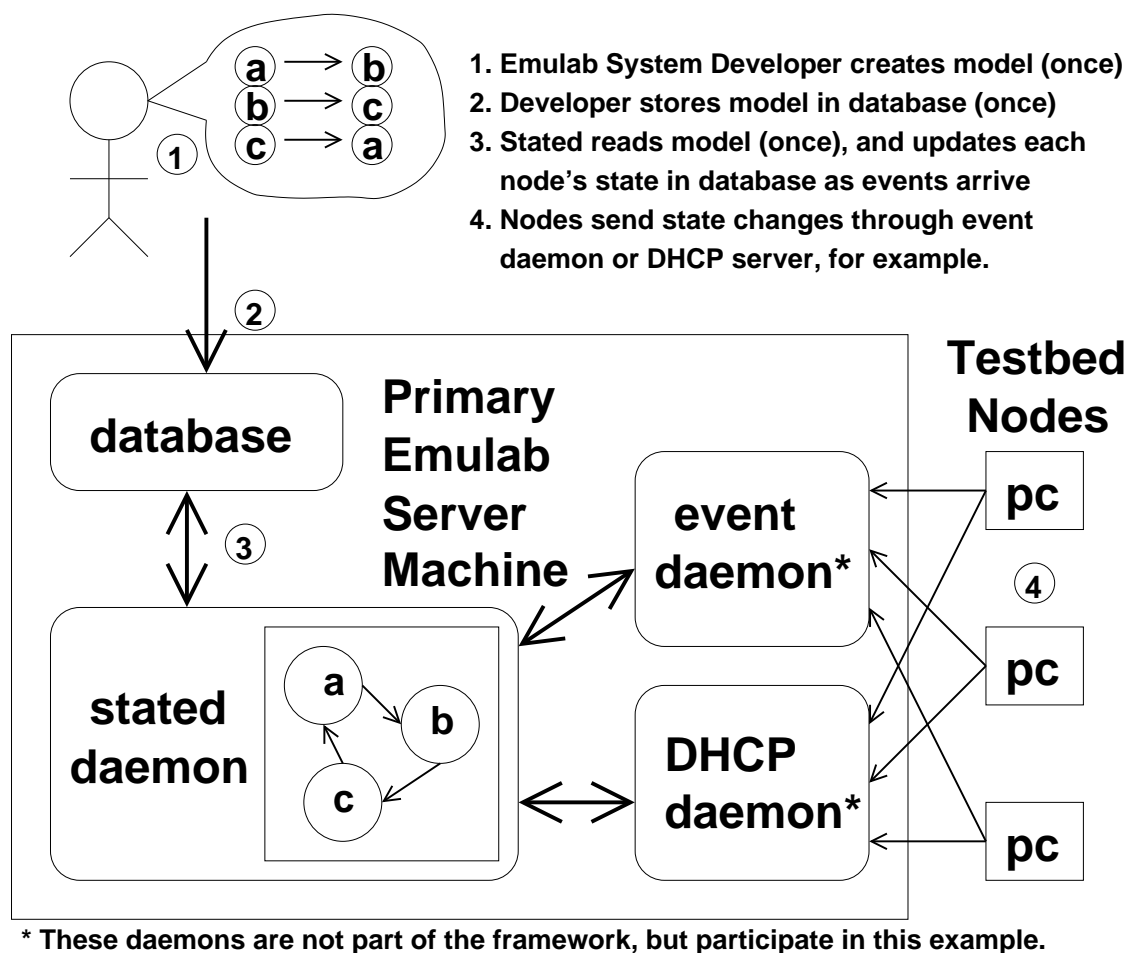 a b
b c
c a
1
1. Emulab System Developer creates model (once)
2. Developer stores model in database (once)
3. Stated reads model (once), and updates each
node's state in database as events arrive
4. Nodes send state changes through event
daemon or DHCP server, for example.
2
database
Primary
Emulab
Server
Machine
Testbed
Nodes
3
event
daemon*
pc
4
pc
pc
stated
daemon
a
b
c
DHCP
daemon*
* These daemons are not part of the framework, but participate in this example.